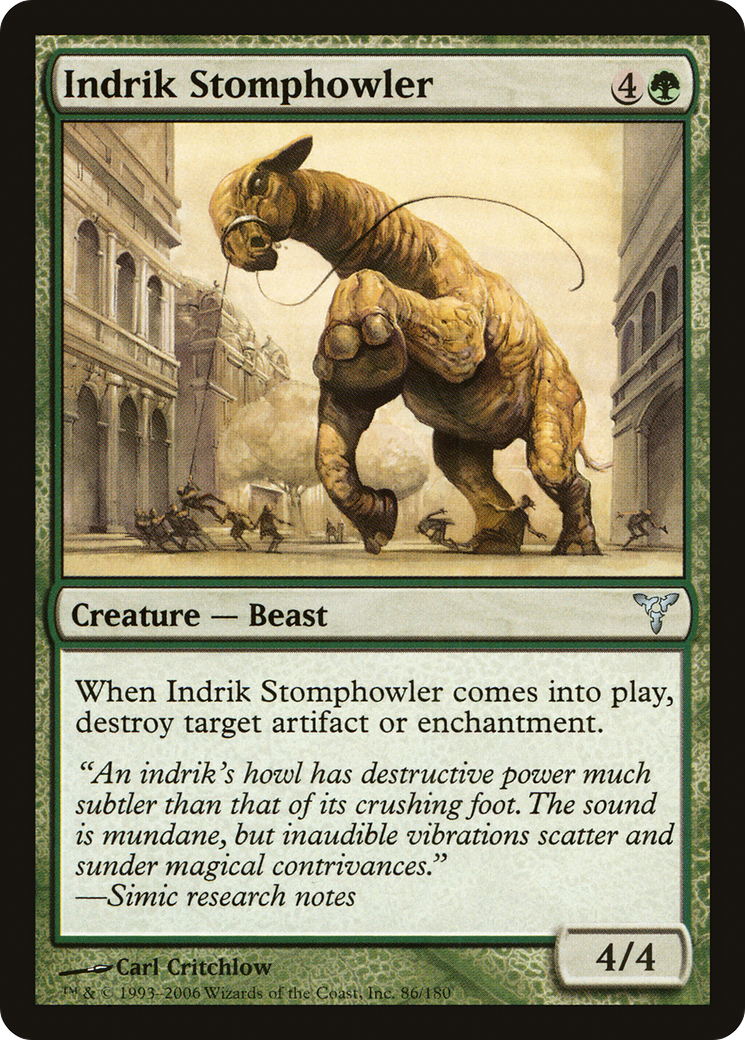 Indrik Stomphowler 4
Creature — Beast
When Indrik Stomphowler comes into play,
destroy target artifact or enchantment.
“An indrik’s howl has destructive power much
subtler than that of its crushing foot. The sound
is mundane, but inaudible vibrations scatter and
sunder magical contrivances.”
—Simic research notes
4/4
Carl Critchlow
™ & © 1993–2006 Wizards of the Coast, Inc. 86/180